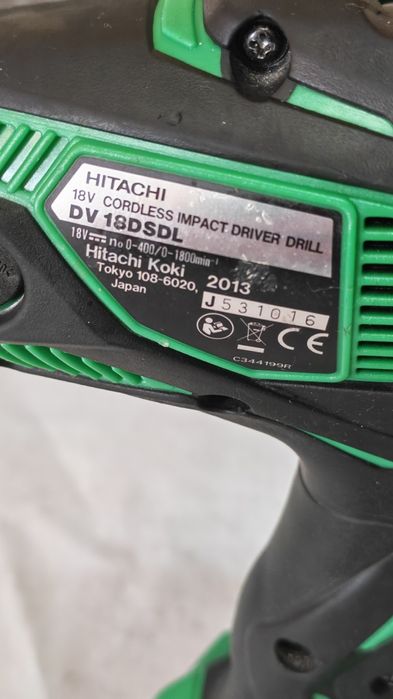 HITACHI
18V CORDLESS IMPACT DRIVER DRILL
DV 18DSDL
18V⎓ no 0-400/0-1800min⁻¹
Hitachi Koki
Tokyo 108-6020, 2013
Japan
J531016
CE
C344199R